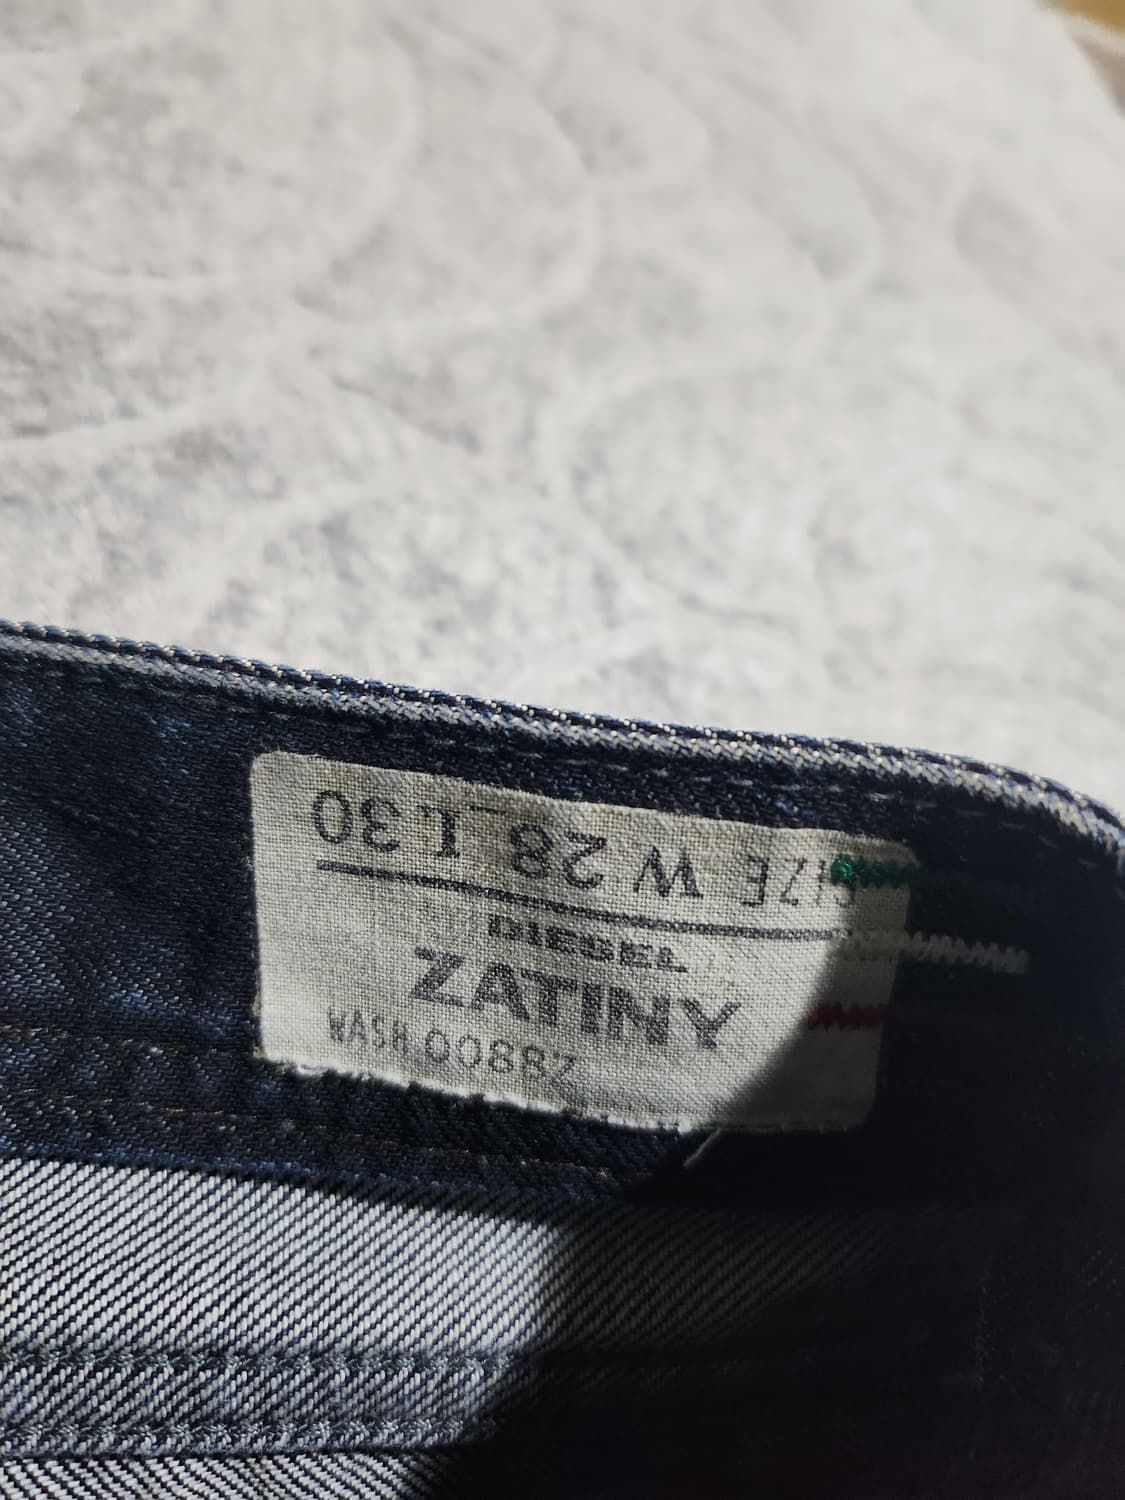 SIZE W 28 L 30
DIESEL
ZATINY
WASH 0088Z